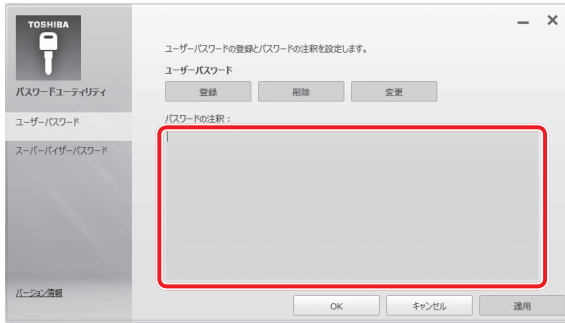 TOSHIBA
パスワードユーティリティ
ユーザーパスワード
スーパーバイザーパスワード
バージョン情報
ユーザーパスワードの登録とパスワードの注釈を設定します。
ユーザーパスワード
登録 削除 変更
パスワードの注釈：
OK キャンセル 適用